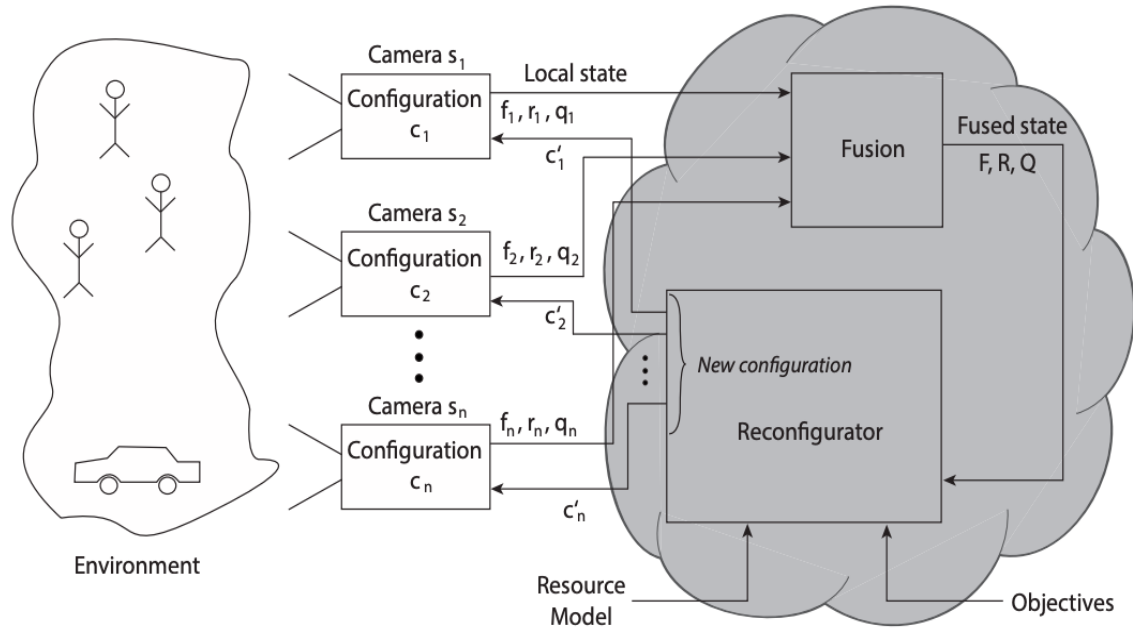 Camera s₁
Configuration
c₁
Local state
f₁, r₁, q₁
c′₁
Fusion
Fused state
F, R, Q
Camera s₂
Configuration
c₂
f₂, r₂, q₂
c′₂
New configuration
Reconfigurator
Camera sₙ
Configuration
cₙ
fₙ, rₙ, qₙ
c′ₙ
Environment
Resource
Model
Objectives